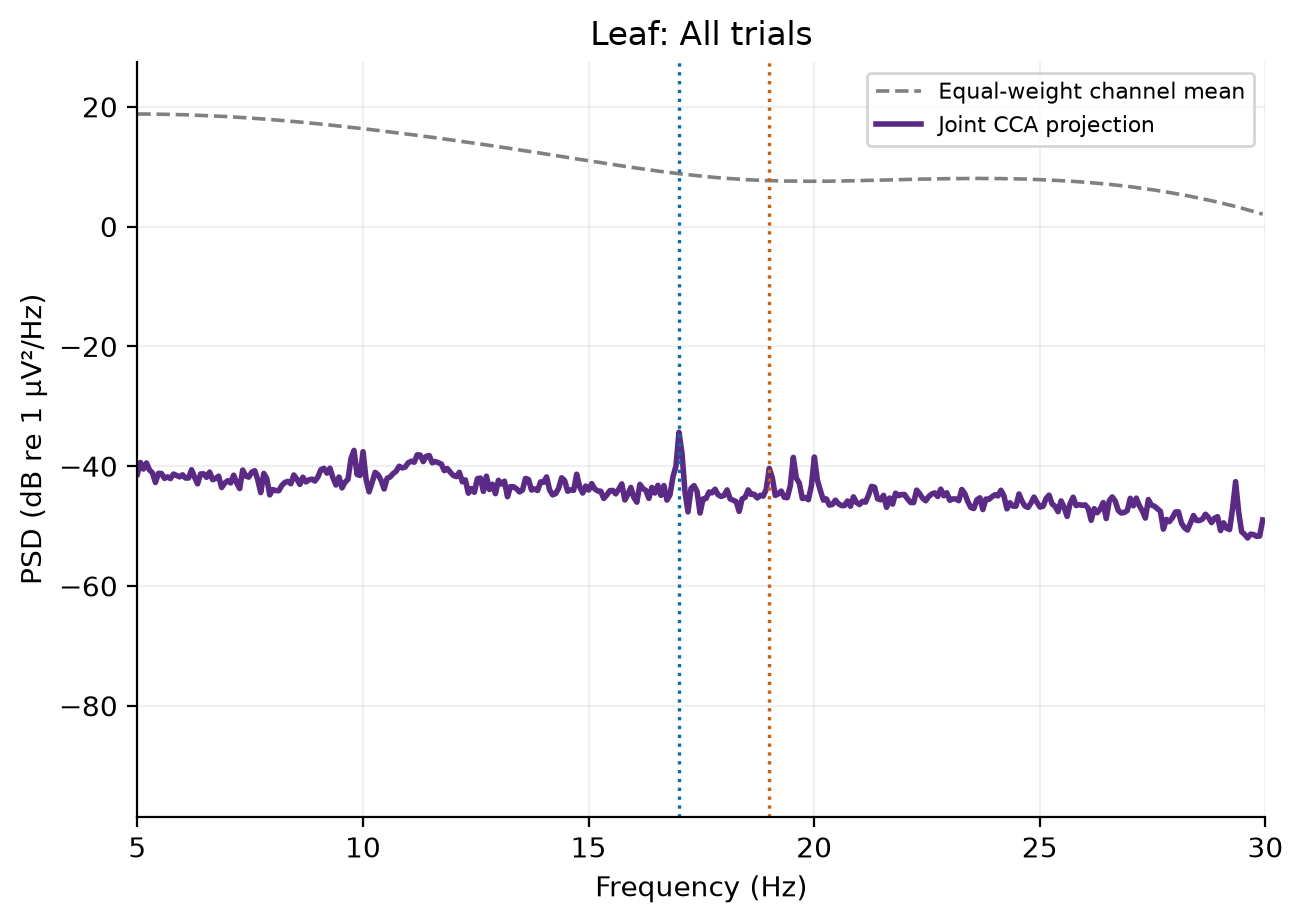 Leaf: All trials
Equal-weight channel mean
Joint CCA projection
PSD (dB re 1 µV²/Hz)
20
0
−20
−40
−60
−80
5
10
15
20
25
30
Frequency (Hz)